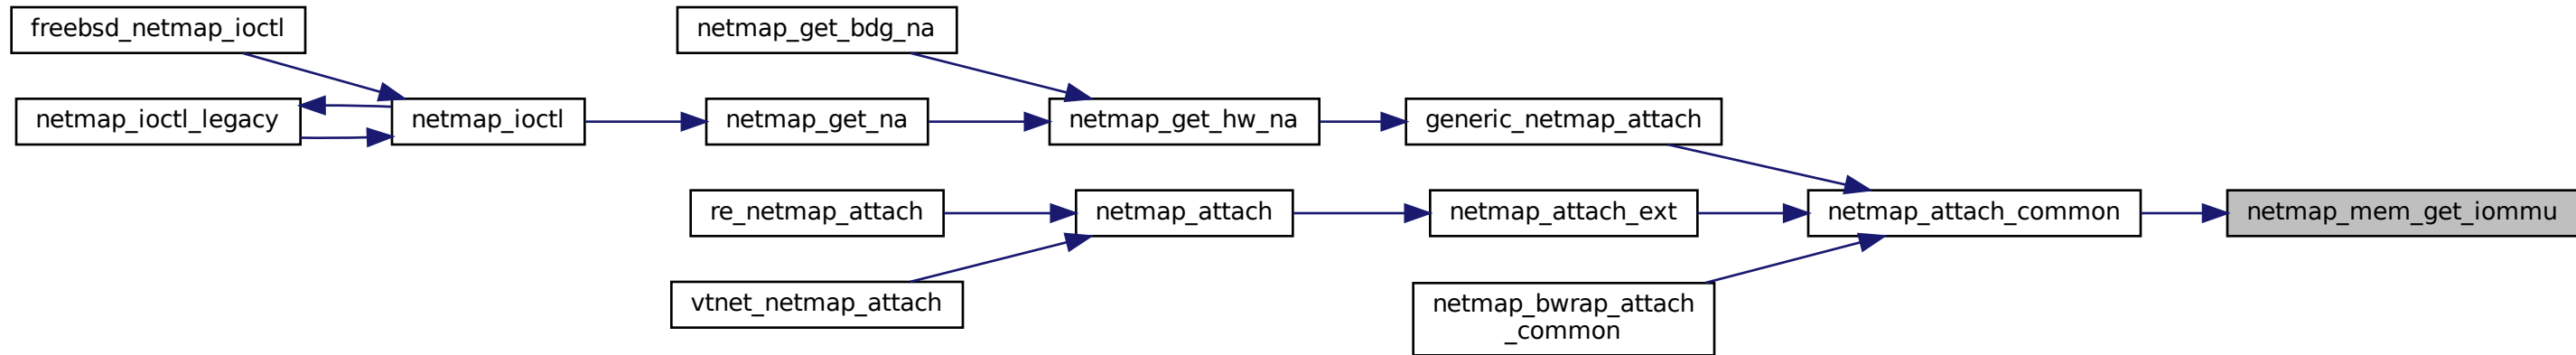 freebsd_netmap_ioctl
netmap_get_bdg_na
netmap_ioctl_legacy
netmap_ioctl
netmap_get_na
netmap_get_hw_na
generic_netmap_attach
re_netmap_attach
netmap_attach
netmap_attach_ext
netmap_attach_common
netmap_mem_get_iommu
vtnet_netmap_attach
netmap_bwrap_attach
_common